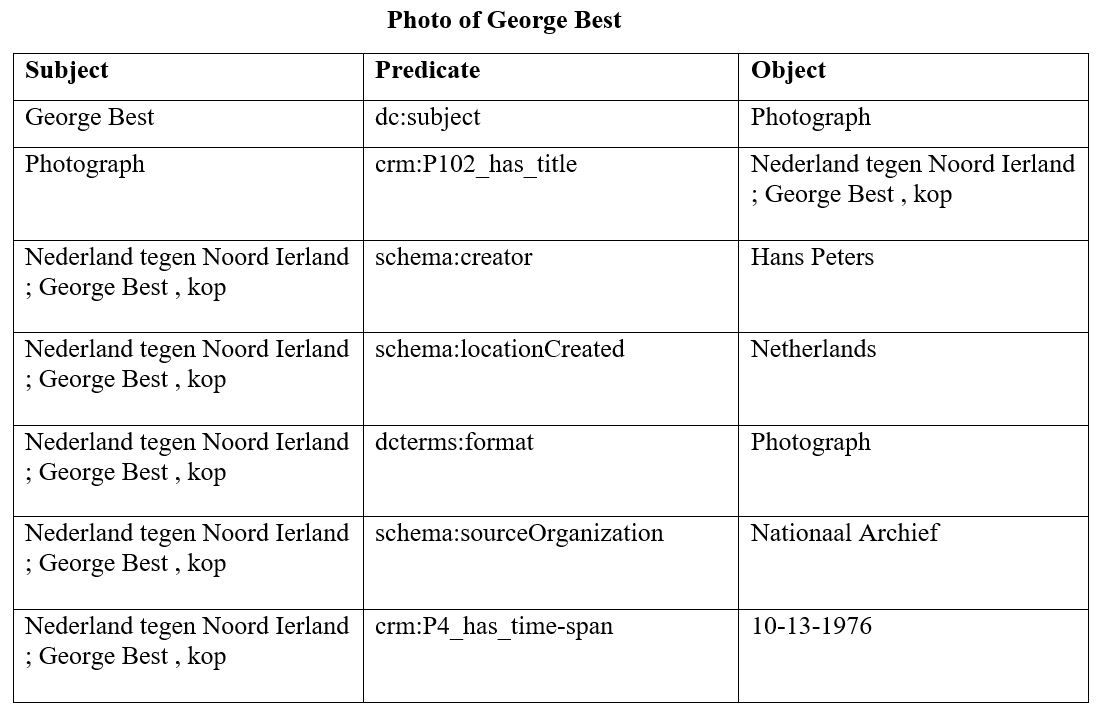 Photo of George Best
Subject Predicate Object
George Best dc:subject Photograph
Photograph crm:P102_has_title Nederland tegen Noord Ierland
; George Best , kop
Nederland tegen Noord Ierland schema:creator Hans Peters
; George Best , kop
Nederland tegen Noord Ierland schema:locationCreated Netherlands
; George Best , kop
Nederland tegen Noord Ierland dcterms:format Photograph
; George Best , kop
Nederland tegen Noord Ierland schema:sourceOrganization Nationaal Archief
; George Best , kop
Nederland tegen Noord Ierland crm:P4_has_time-span 10-13-1976
; George Best , kop